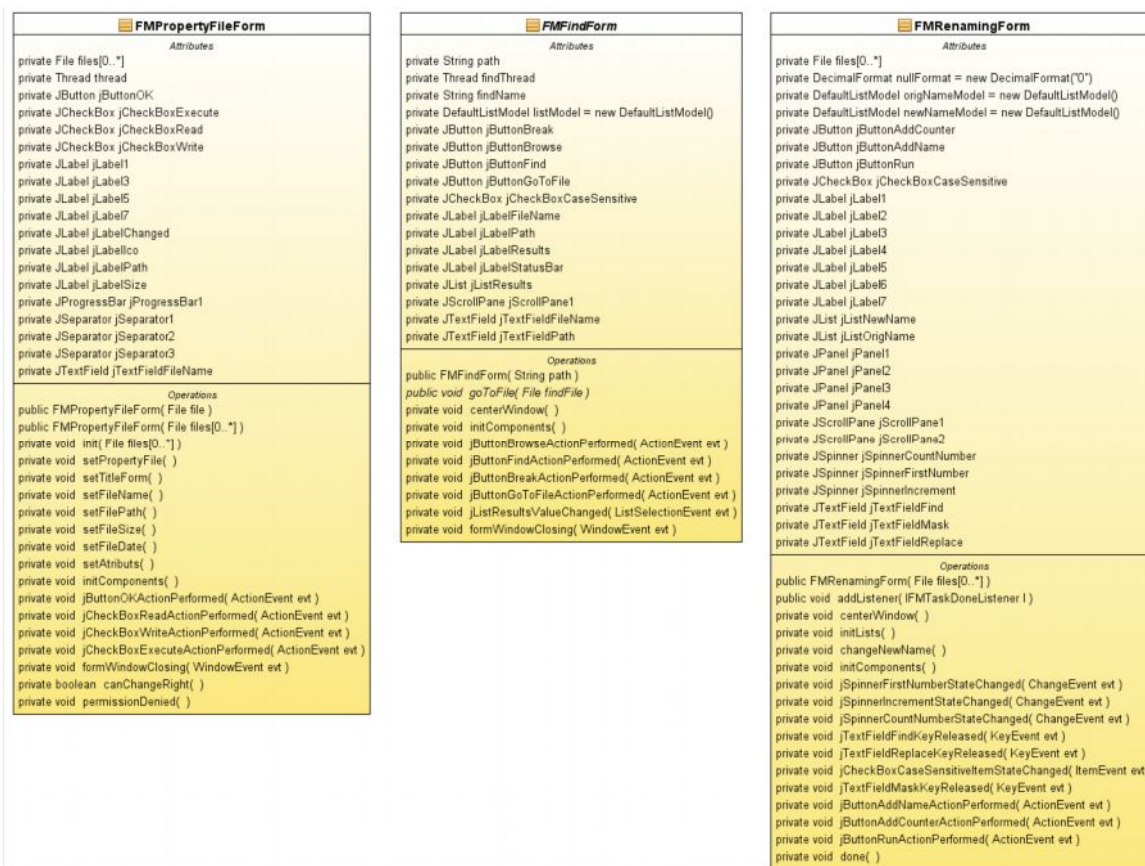 FMPropertyFileForm
Attributes
private File files[0..*]
private Thread thread
private JButton jButtonOK
private JCheckBox jCheckBoxExecute
private JCheckBox jCheckBoxRead
private JCheckBox jCheckBoxWrite
private JLabel jLabel1
private JLabel jLabel3
private JLabel jLabel5
private JLabel jLabel7
private JLabel jLabelChanged
private JLabel jLabelIco
private JLabel jLabelPath
private JLabel jLabelSize
private JProgressBar jProgressBar1
private JSeparator jSeparator1
private JSeparator jSeparator2
private JSeparator jSeparator3
private JTextField jTextFieldFileName
Operations
public FMPropertyFileForm( File file )
public FMPropertyFileForm( File files[0..*] )
private void init( File files[0..*] )
private void setPropertyFile( )
private void setTitleForm( )
private void setFileName( )
private void setFilePath( )
private void setFileSize( )
private void setFileDate( )
private void setAtributs( )
private void initComponents( )
private void jButtonOKActionPerformed( ActionEvent evt )
private void jCheckBoxReadActionPerformed( ActionEvent evt )
private void jCheckBoxWriteActionPerformed( ActionEvent evt )
private void jCheckBoxExecuteActionPerformed( ActionEvent evt )
private void formWindowClosing( WindowEvent evt )
private boolean canChangeRight( )
private void permissionDenied( )
FMFindForm
Attributes
private String path
private Thread findThread
private String findName
private DefaultListModel listModel = new DefaultListModel()
private JButton jButtonBreak
private JButton jButtonBrowse
private JButton jButtonFind
private JButton jButtonGoToFile
private JCheckBox jCheckBoxCaseSensitive
private JLabel jLabelFileName
private JLabel jLabelPath
private JLabel jLabelResults
private JLabel jLabelStatusBar
private JList jListResults
private JScrollPane jScrollPane1
private JTextField jTextFieldFileName
private JTextField jTextFieldPath
Operations
public FMFindForm( String path )
public void goToFile( File findFile )
private void centerWindow( )
private void initComponents( )
private void jButtonBrowseActionPerformed( ActionEvent evt )
private void jButtonFindActionPerformed( ActionEvent evt )
private void jButtonBreakActionPerformed( ActionEvent evt )
private void jButtonGoToFileActionPerformed( ActionEvent evt )
private void jListResultsValueChanged( ListSelectionEvent evt )
private void formWindowClosing( WindowEvent evt )
FMRenamingForm
Attributes
private File files[0..*]
private DecimalFormat nullFormat = new DecimalFormat("0")
private DefaultListModel origNameModel = new DefaultListModel()
private DefaultListModel newNameModel = new DefaultListModel()
private JButton jButtonAddCounter
private JButton jButtonAddName
private JButton jButtonRun
private JCheckBox jCheckBoxCaseSensitive
private JLabel jLabel1
private JLabel jLabel2
private JLabel jLabel3
private JLabel jLabel4
private JLabel jLabel5
private JLabel jLabel6
private JLabel jLabel7
private JList jListNewName
private JList jListOrigName
private JPanel jPanel1
private JPanel jPanel2
private JPanel jPanel3
private JPanel jPanel4
private JScrollPane jScrollPane1
private JScrollPane jScrollPane2
private JSpinner jSpinnerCountNumber
private JSpinner jSpinnerFirstNumber
private JSpinner jSpinnerIncrement
private JTextField jTextFieldFind
private JTextField jTextFieldMask
private JTextField jTextFieldReplace
Operations
public FMRenamingForm( File files[0..*] )
public void addListener( IFMTaskDoneListener l )
private void centerWindow( )
private void initLists( )
private void changeNewName( )
private void initComponents( )
private void jSpinnerFirstNumberStateChanged( ChangeEvent evt )
private void jSpinnerIncrementStateChanged( ChangeEvent evt )
private void jSpinnerCountNumberStateChanged( ChangeEvent evt )
private void jTextFieldFindKeyReleased( KeyEvent evt )
private void jTextFieldReplaceKeyReleased( KeyEvent evt )
private void jCheckBoxCaseSensitiveItemStateChanged( ItemEvent evt
private void jTextFieldMaskKeyReleased( KeyEvent evt )
private void jButtonAddNameActionPerformed( ActionEvent evt )
private void jButtonAddCounterActionPerformed( ActionEvent evt )
private void jButtonRunActionPerformed( ActionEvent evt )
private void done( )